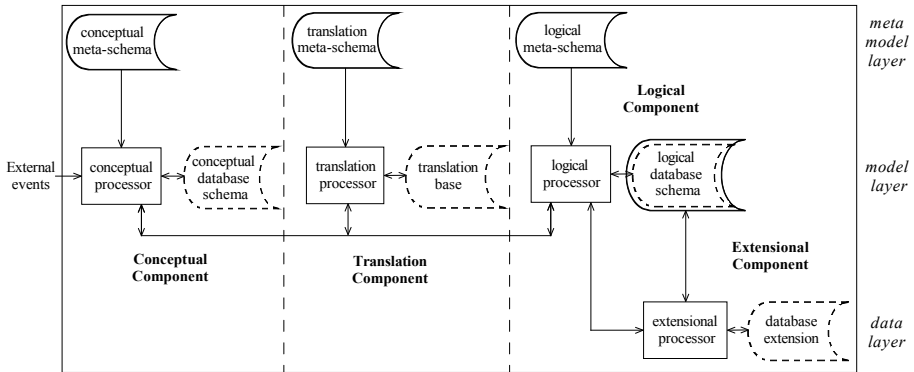 conceptual
meta-schema
translation
meta-schema
logical
meta-schema
meta
model
layer
Logical
Component
External
events
conceptual
processor
conceptual
database
schema
translation
processor
translation
base
logical
processor
logical
database
schema
model
layer
Conceptual
Component
Translation
Component
Extensional
Component
extensional
processor
database
extension
data
layer